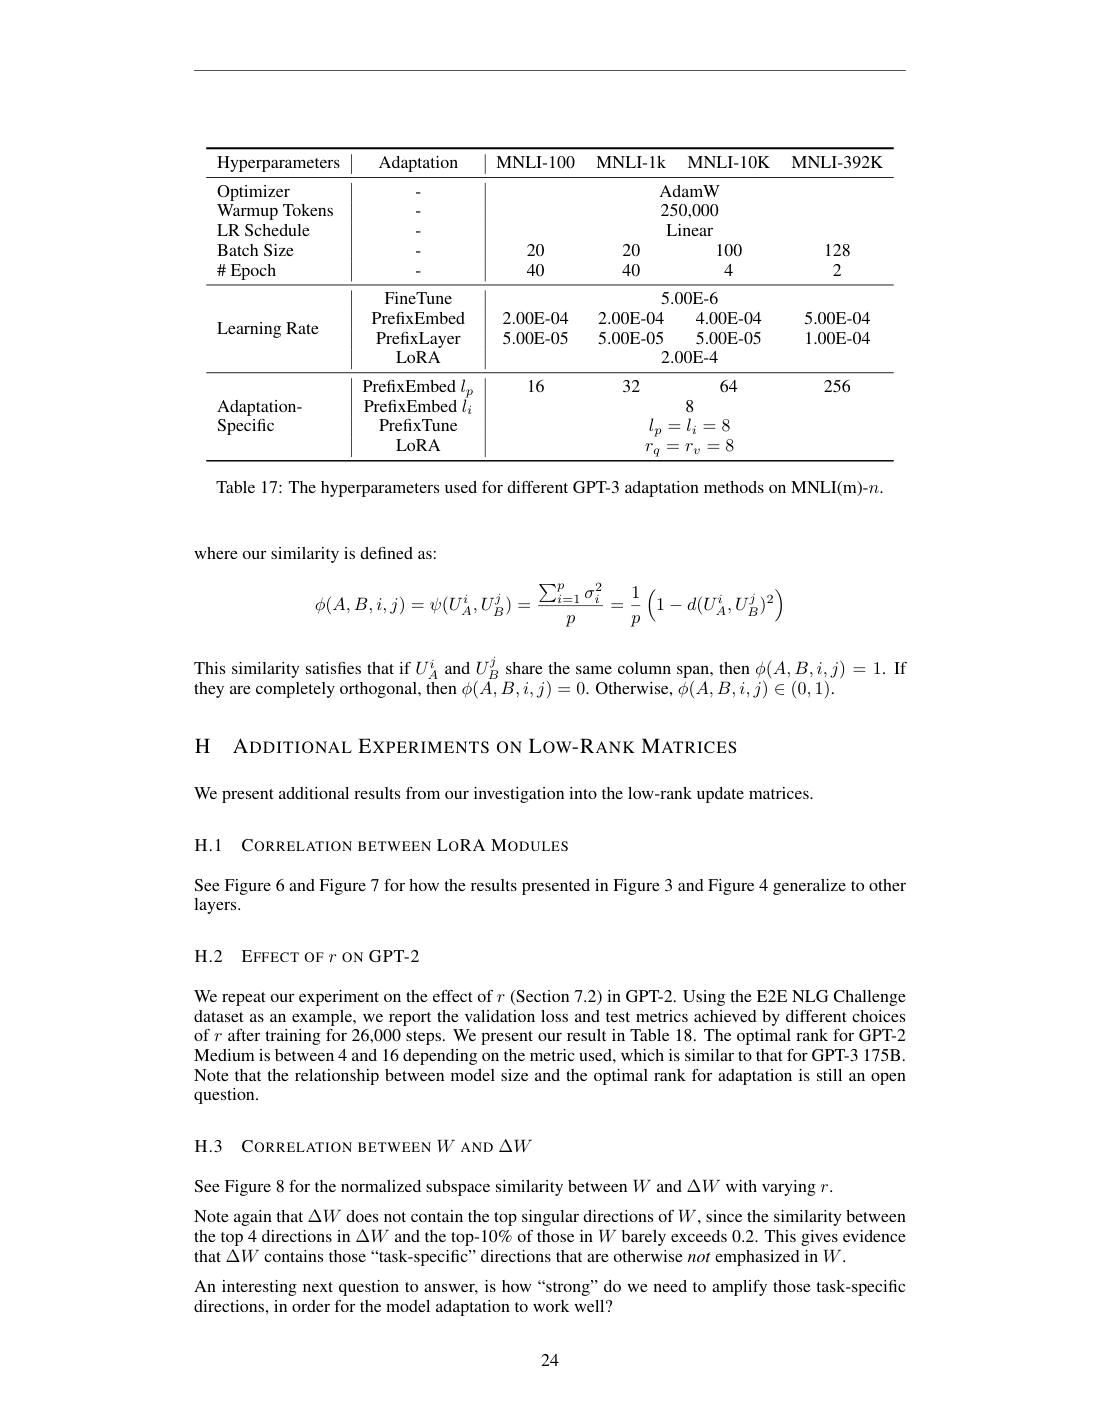 Hyperparameters Adaptation MNLI-100 MNLI-1k MNLI-10K MNLI-392K
Optimizer - AdamW
Warmup Tokens - 250,000
LR Schedule - Linear
Batch Size - 20 20 100 128
# Epoch - 40 40 4 2
Learning Rate
FineTune 5.00E-6
PrefixEmbed 2.00E-04 2.00E-04 4.00E-04 5.00E-04
PrefixLayer 5.00E-05 5.00E-05 5.00E-05 1.00E-04
LoRA 2.00E-4
Adaptation-
Specific
PrefixEmbed l_p 16 32 64 256
PrefixEmbed l_i 8
PrefixTune l_p = l_i = 8
LoRA r_q = r_v = 8
Table 17: The hyperparameters used for different GPT-3 adaptation methods on MNLI(m)-n.
where our similarity is defined as:
ϕ(A, B, i, j) = ψ(U_A^i, U_B^j) = \frac{∑_{i=1}^p σ_i^2}{p} = \frac{1}{p} (1 − d(U_A^i, U_B^j)^2)
This similarity satisfies that if U_A^i and U_B^j share the same column span, then ϕ(A, B, i, j) = 1. If
they are completely orthogonal, then ϕ(A, B, i, j) = 0. Otherwise, ϕ(A, B, i, j) ∈ (0, 1).
H ADDITIONAL EXPERIMENTS ON LOW-RANK MATRICES
We present additional results from our investigation into the low-rank update matrices.
H.1 CORRELATION BETWEEN LORA MODULES
See Figure 6 and Figure 7 for how the results presented in Figure 3 and Figure 4 generalize to other
layers.
H.2 EFFECT OF r ON GPT-2
We repeat our experiment on the effect of r (Section 7.2) in GPT-2. Using the E2E NLG Challenge
dataset as an example, we report the validation loss and test metrics achieved by different choices
of r after training for 26,000 steps. We present our result in Table 18. The optimal rank for GPT-2
Medium is between 4 and 16 depending on the metric used, which is similar to that for GPT-3 175B.
Note that the relationship between model size and the optimal rank for adaptation is still an open
question.
H.3 CORRELATION BETWEEN W AND ΔW
See Figure 8 for the normalized subspace similarity between W and ΔW with varying r.
Note again that ΔW does not contain the top singular directions of W, since the similarity between
the top 4 directions in ΔW and the top-10% of those in W barely exceeds 0.2. This gives evidence
that ΔW contains those “task-specific” directions that are otherwise not emphasized in W.
An interesting next question to answer, is how “strong” do we need to amplify those task-specific
directions, in order for the model adaptation to work well?
24